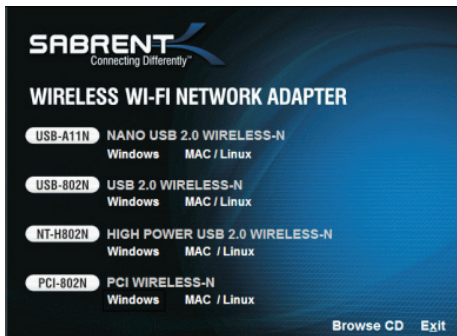 SABRENT
Connecting Differently™
WIRELESS WI-FI NETWORK ADAPTER
USB-A11N NANO USB 2.0 WIRELESS-N
Windows MAC / Linux
USB-802N USB 2.0 WIRELESS-N
Windows MAC / Linux
NT-H802N HIGH POWER USB 2.0 WIRELESS-N
Windows MAC / Linux
PCI-802N PCI WIRELESS-N
Windows MAC / Linux
Browse CD Exit